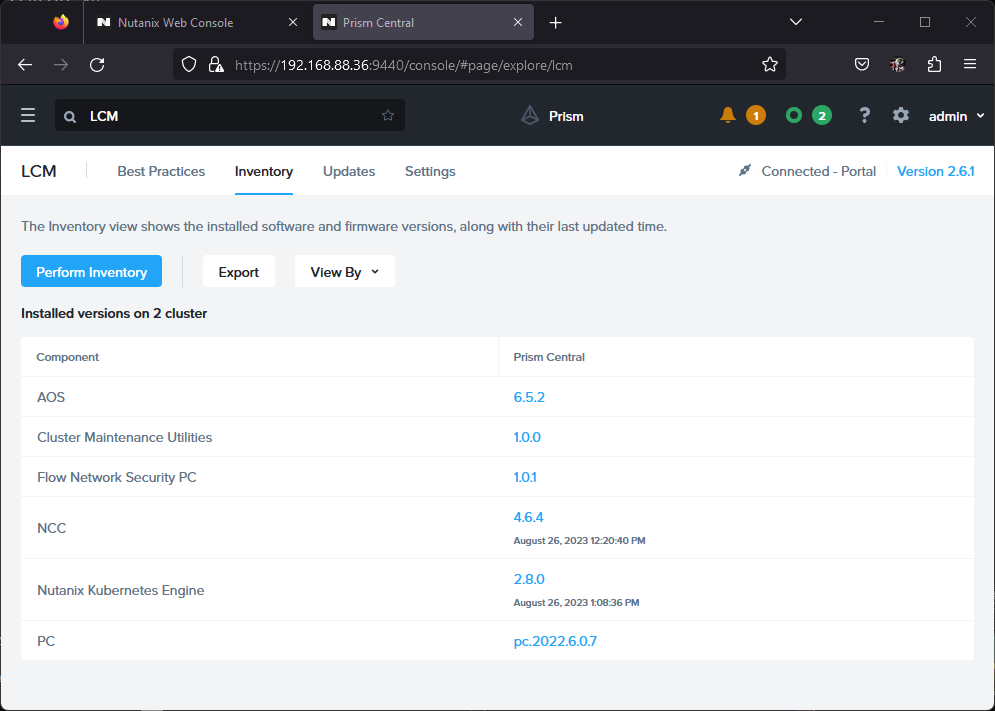 Nutanix Web Console
Prism Central
https://192.168.88.36:9440/console/#page/explore/lcm
LCM
Prism
1
2
?
admin
LCM
Best Practices
Inventory
Updates
Settings
Connected - Portal
Version 2.6.1
The Inventory view shows the installed software and firmware versions, along with their last updated time.
Perform Inventory
Export
View By
Installed versions on 2 cluster
Component
Prism Central
AOS
6.5.2
Cluster Maintenance Utilities
1.0.0
Flow Network Security PC
1.0.1
NCC
4.6.4
August 26, 2023 12:20:40 PM
Nutanix Kubernetes Engine
2.8.0
August 26, 2023 1:08:36 PM
PC
pc.2022.6.0.7